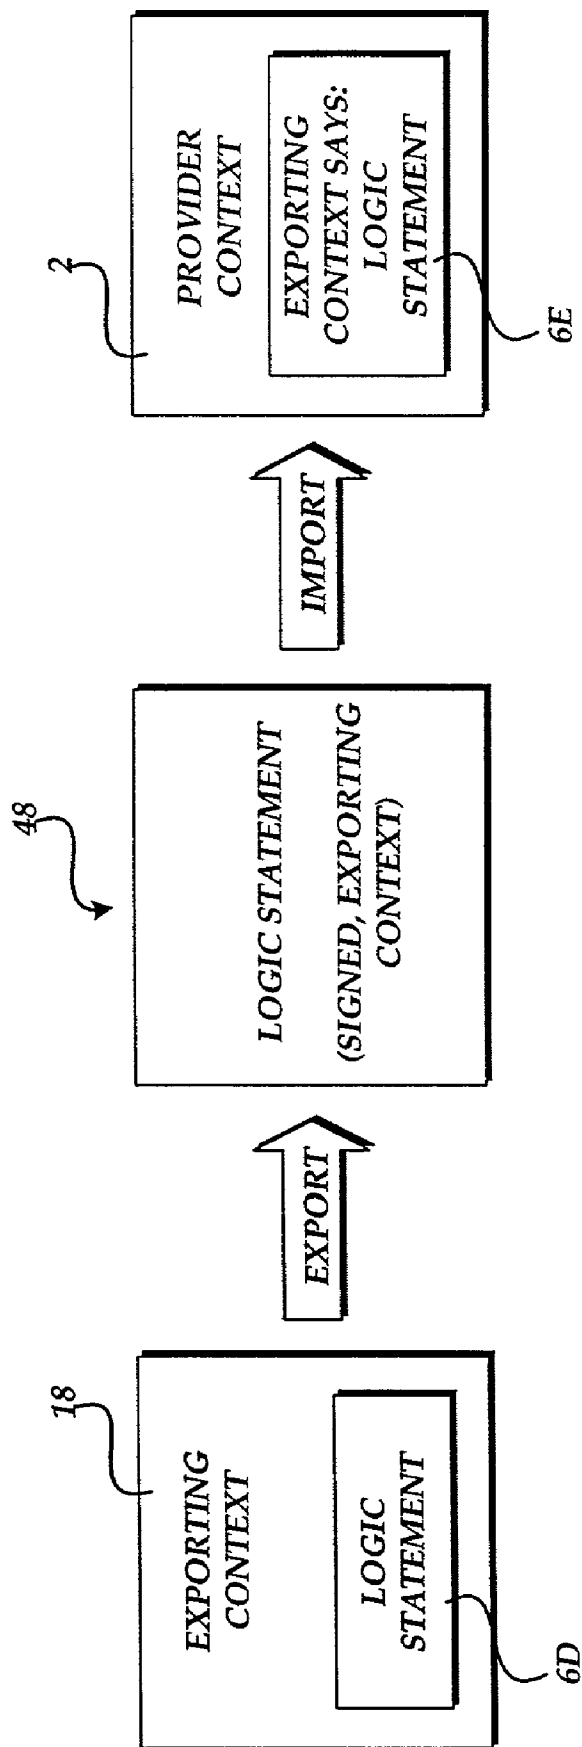 18
EXPORTING
CONTEXT
LOGIC
STATEMENT
6D
EXPORT
48
LOGIC STATEMENT
(SIGNED, EXPORTING
CONTEXT)
IMPORT
2
PROVIDER
CONTEXT
EXPORTING
CONTEXT SAYS:
LOGIC
STATEMENT
6E